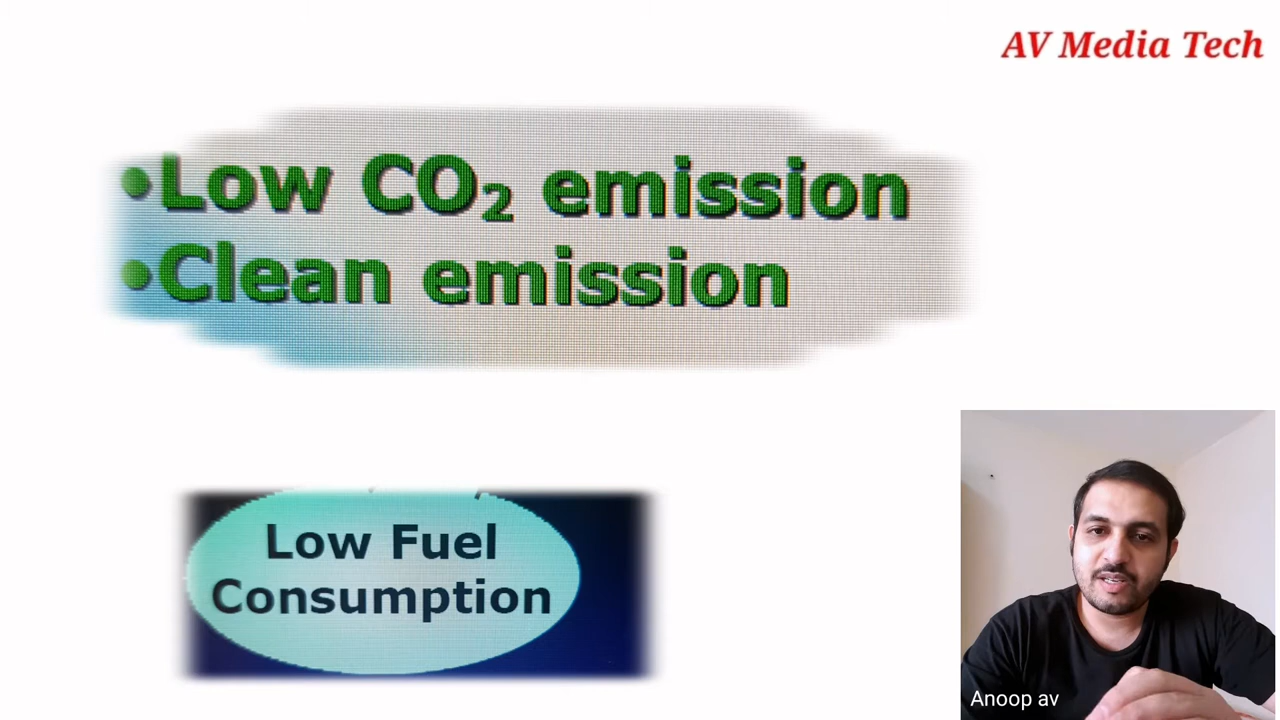 AV Media Tech
•Low CO₂ emission
•Clean emission
Low Fuel
Consumption
Anoop av